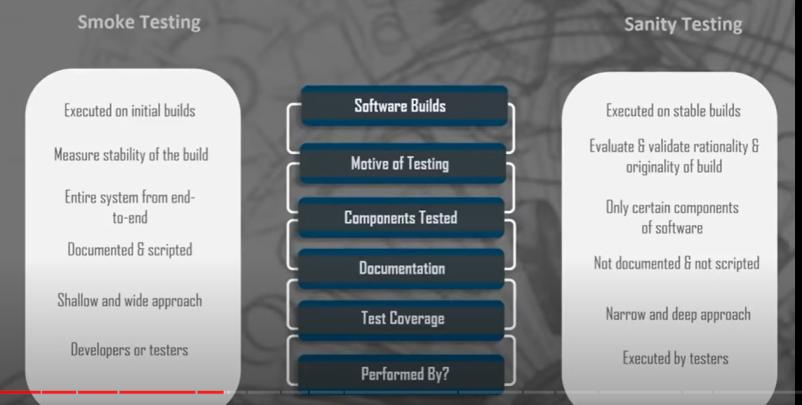 Smoke Testing
Sanity Testing
Executed on initial builds
Measure stability of the build
Entire system from end-
to-end
Documented & scripted
Shallow and wide approach
Developers or testers
Software Builds
Motive of Testing
Components Tested
Documentation
Test Coverage
Performed By?
Executed on stable builds
Evaluate & validate rationality &
originality of build
Only certain components
of software
Not documented & not scripted
Narrow and deep approach
Executed by testers